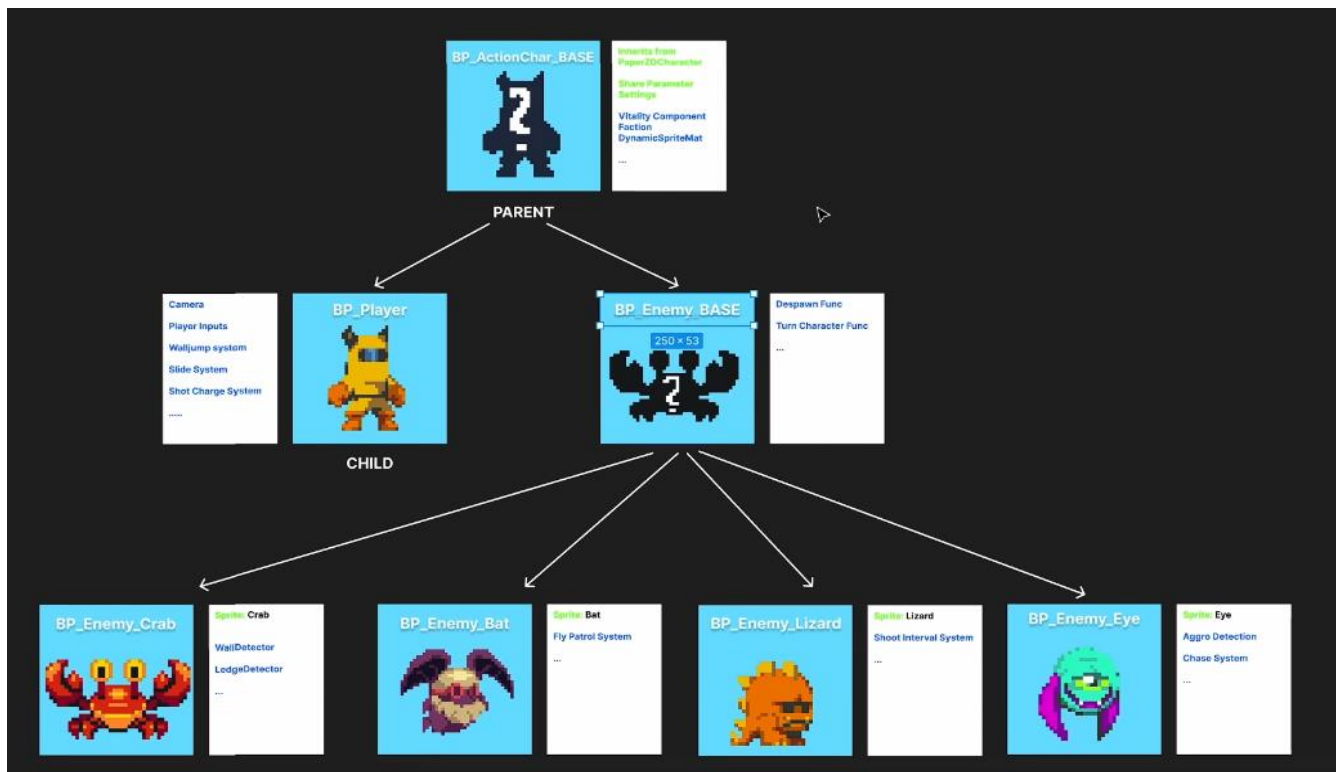 BP_ActionChar_BASE
Inherits from
Paper2DCharacter
Share Parameter
Settings
Vitality Component
Faction
DynamicSpriteMat
...
PARENT
Camera
Player Inputs
Walljump system
Slide System
Shot Charge System
.....
BP_Player
CHILD
BP_Enemy_BASE
250 × 53
Despawn Func
Turn Character Func
...
BP_Enemy_Crab
Sprite: Crab
WallDetector
LedgeDetector
...
BP_Enemy_Bat
Sprite: Bat
Fly Patrol System
...
BP_Enemy_Lizard
Sprite: Lizard
Shoot Interval System
...
BP_Enemy_Eye
Sprite: Eye
Aggro Detection
Chase System
...